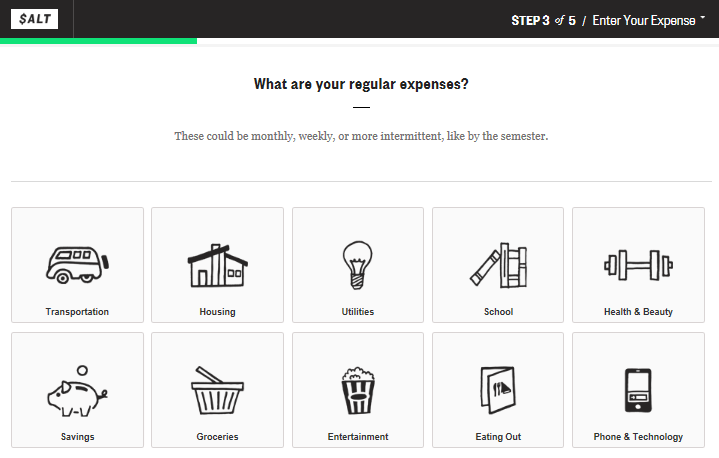 $ALT
STEP 3 of 5 / Enter Your Expense
What are your regular expenses?
These could be monthly, weekly, or more intermittent, like by the semester.
Transportation
Housing
Utilities
School
Health & Beauty
Savings
Groceries
Entertainment
Eating Out
Phone & Technology